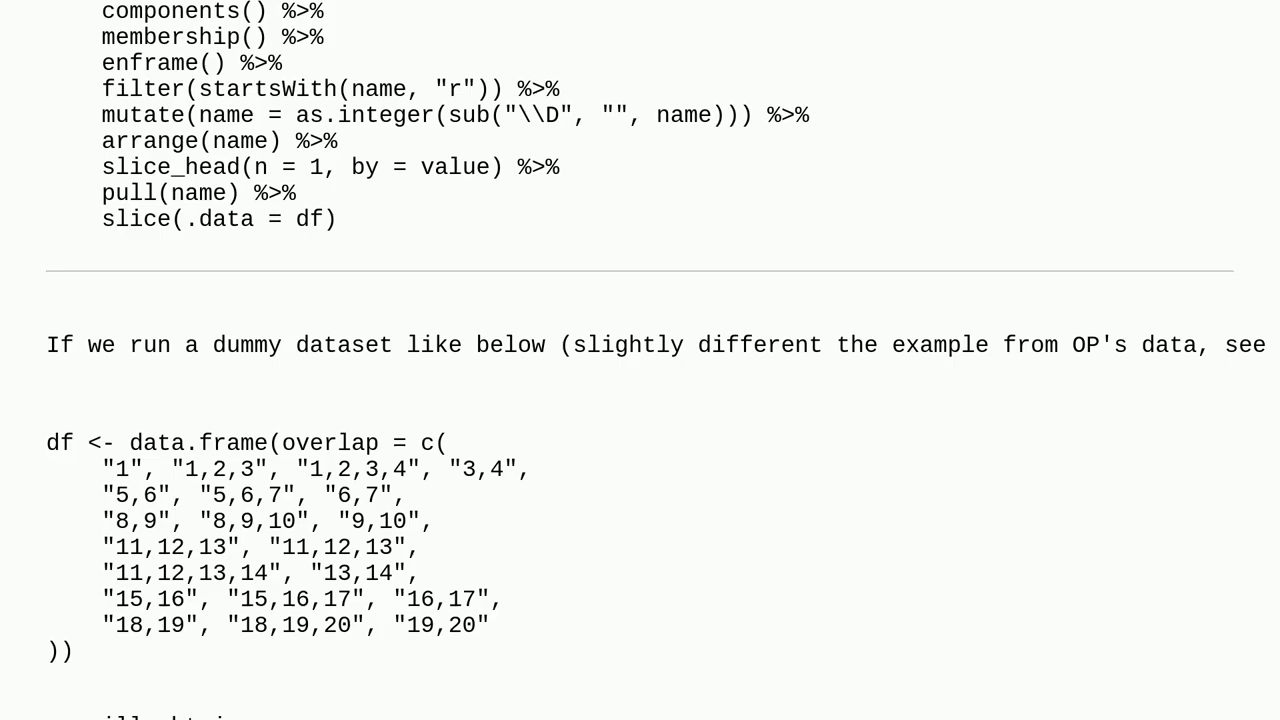 components() %>%
membership() %>%
enframe() %>%
filter(startsWith(name, "r")) %>%
mutate(name = as.integer(sub("\\D", "", name))) %>%
arrange(name) %>%
slice_head(n = 1, by = value) %>%
pull(name) %>%
slice(.data = df)
If we run a dummy dataset like below (slightly different the example from OP's data, see
df <- data.frame(overlap = c(
"1", "1,2,3", "1,2,3,4", "3,4",
"5,6", "5,6,7", "6,7",
"8,9", "8,9,10", "9,10",
"11,12,13", "11,12,13",
"11,12,13,14", "13,14",
"15,16", "15,16,17", "16,17",
"18,19", "18,19,20", "19,20"
))